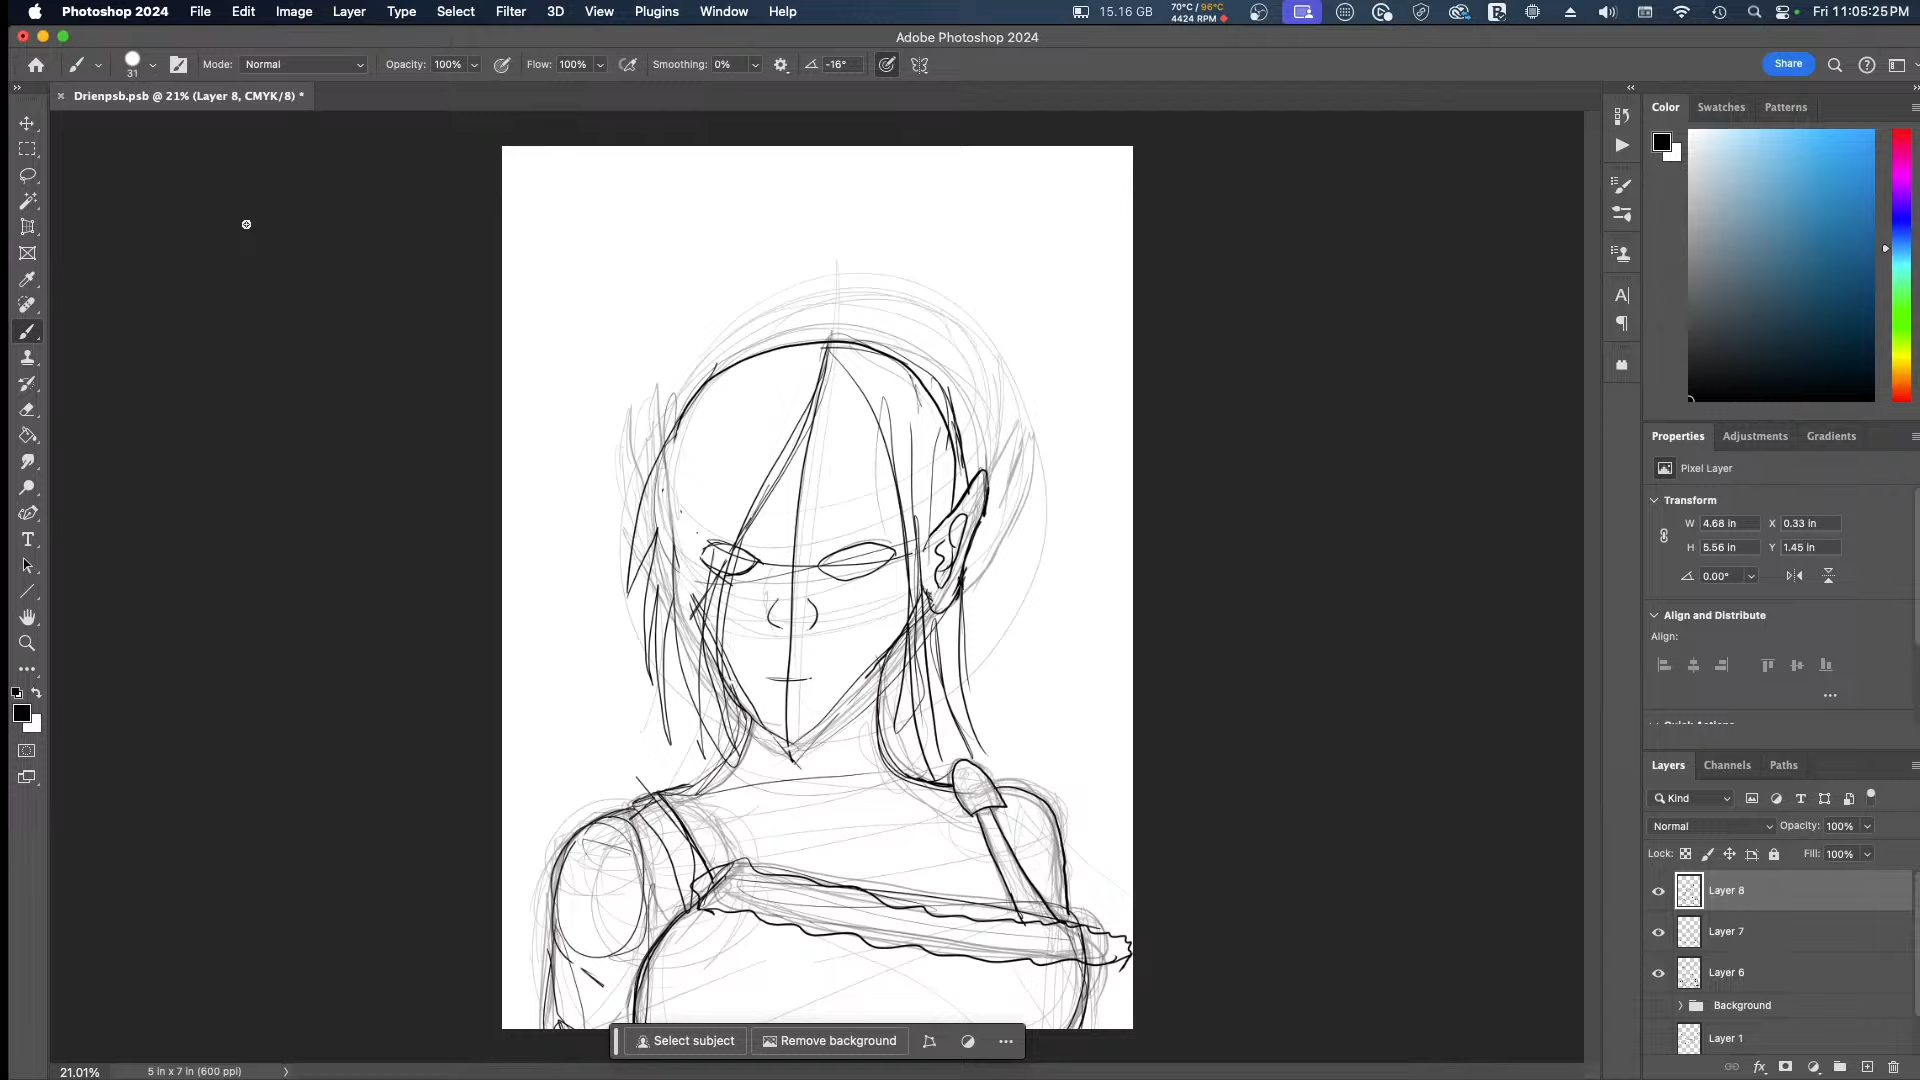 Photoshop 2024 File Edit Image Layer Type Select Filter 3D View Plugins Window Help 15.16 GB 70°C / 96°C 4424 RPM Fri 11:05:25 PM
Adobe Photoshop 2024
31 Mode: Normal Opacity: 100% Flow: 100% Smoothing: 0% -16° Share
Drienpsb.psb @ 21% (Layer 8, CMYK/8) *
Color Swatches Patterns
Properties Adjustments Gradients
Pixel Layer
Transform
W 4.68 in X 0.33 in
H 5.56 in Y 1.45 in
0.00°
Align and Distribute
Align:
Layers Channels Paths
Kind
Normal Opacity: 100%
Lock: Fill: 100%
Layer 8
Layer 7
Layer 6
Background
Layer 1
Select subject Remove background
21.01% 5 in x 7 in (600 ppi)